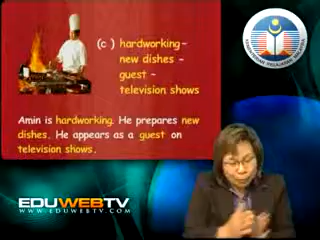 (c ) hardworking~
new dishes ~
guest ~
television shows
Amin is hardworking. He prepares new
dishes. He appears as a guest on
television shows.
EDUWEBTV
WWW.EDUWEBTV.COM